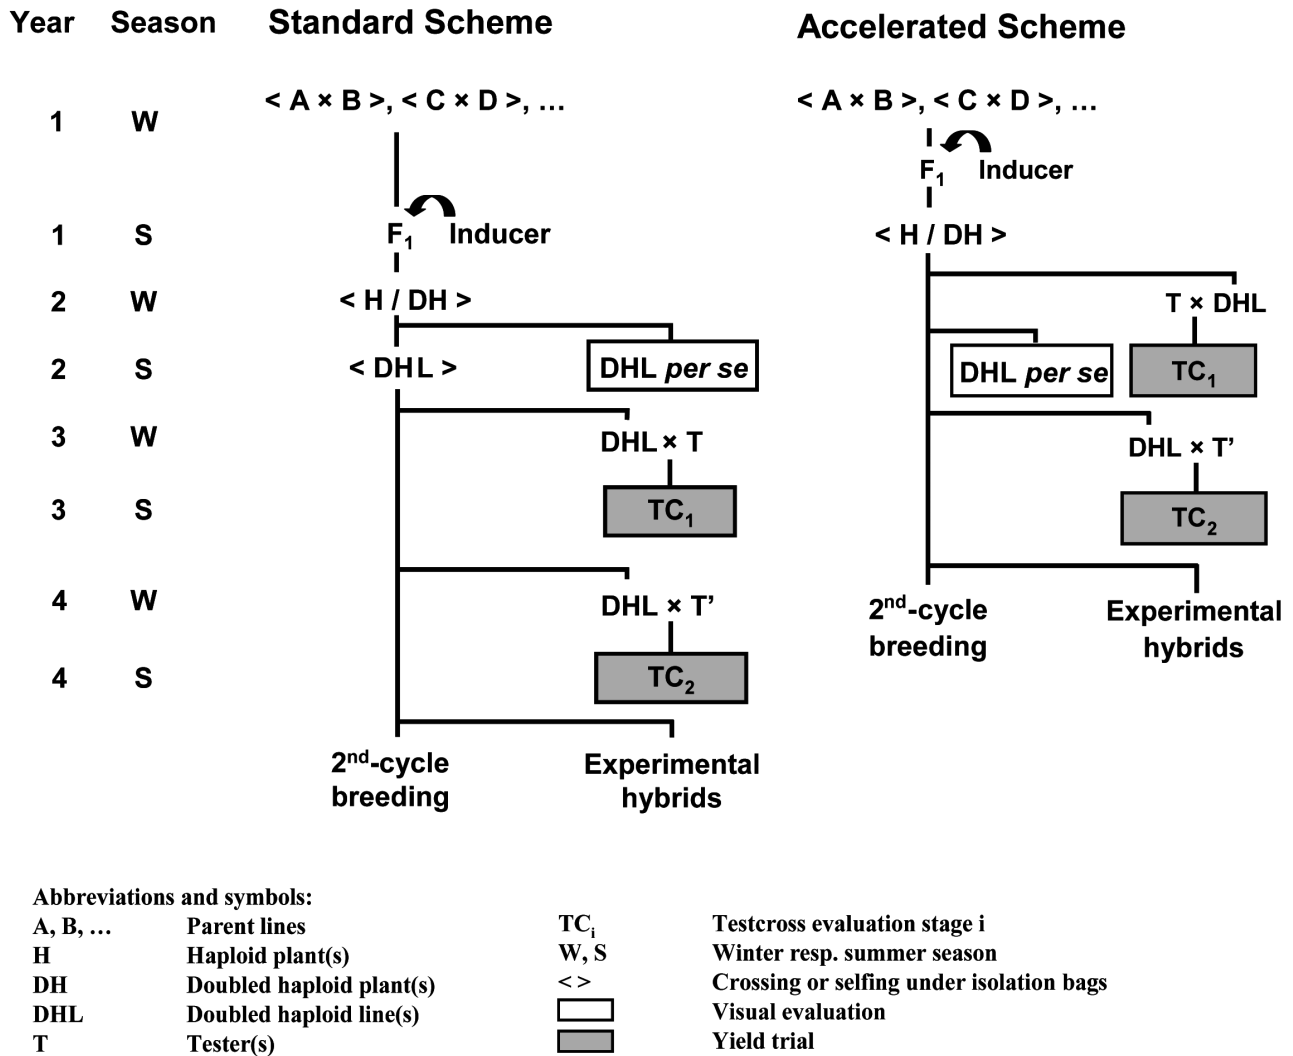 Year Season Standard Scheme Accelerated Scheme
1 W < A × B >, < C × D >, … < A × B >, < C × D >, …
F1 Inducer
1 S F1 Inducer < H / DH >
2 W < H / DH > T × DHL
2 S < DHL > DHL per se DHL per se TC1
3 W DHL × T DHL × T’
3 S TC1 TC2
4 W DHL × T’ 2nd-cycle Experimental
breeding hybrids
4 S TC2
2nd-cycle Experimental
breeding hybrids
Abbreviations and symbols:
A, B, … Parent lines TCi Testcross evaluation stage i
H Haploid plant(s) W, S Winter resp. summer season
DH Doubled haploid plant(s) < > Crossing or selfing under isolation bags
DHL Doubled haploid line(s) Visual evaluation
T Tester(s) Yield trial